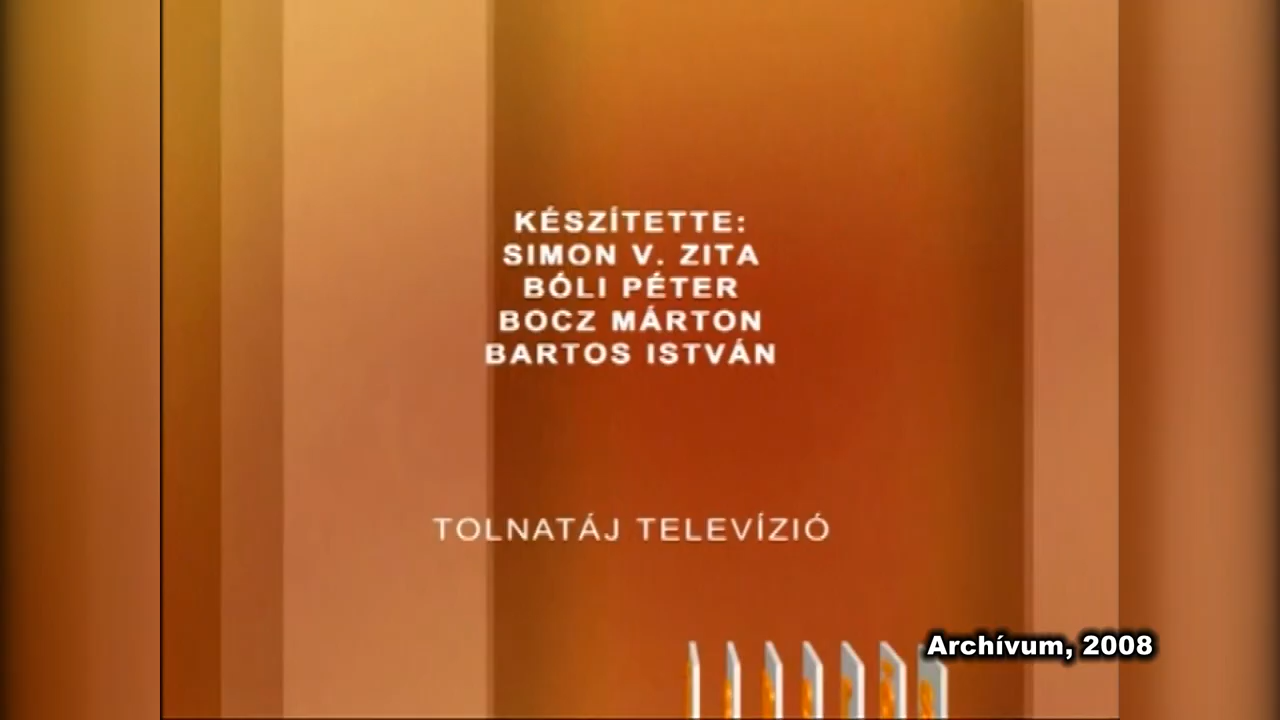 KÉSZÍTETTE:
SIMON V. ZITA
BÓLI PÉTER
BOCZ MÁRTON
BARTOS ISTVÁN
TOLNATÁJ TELEVÍZIÓ
Archívum, 2008